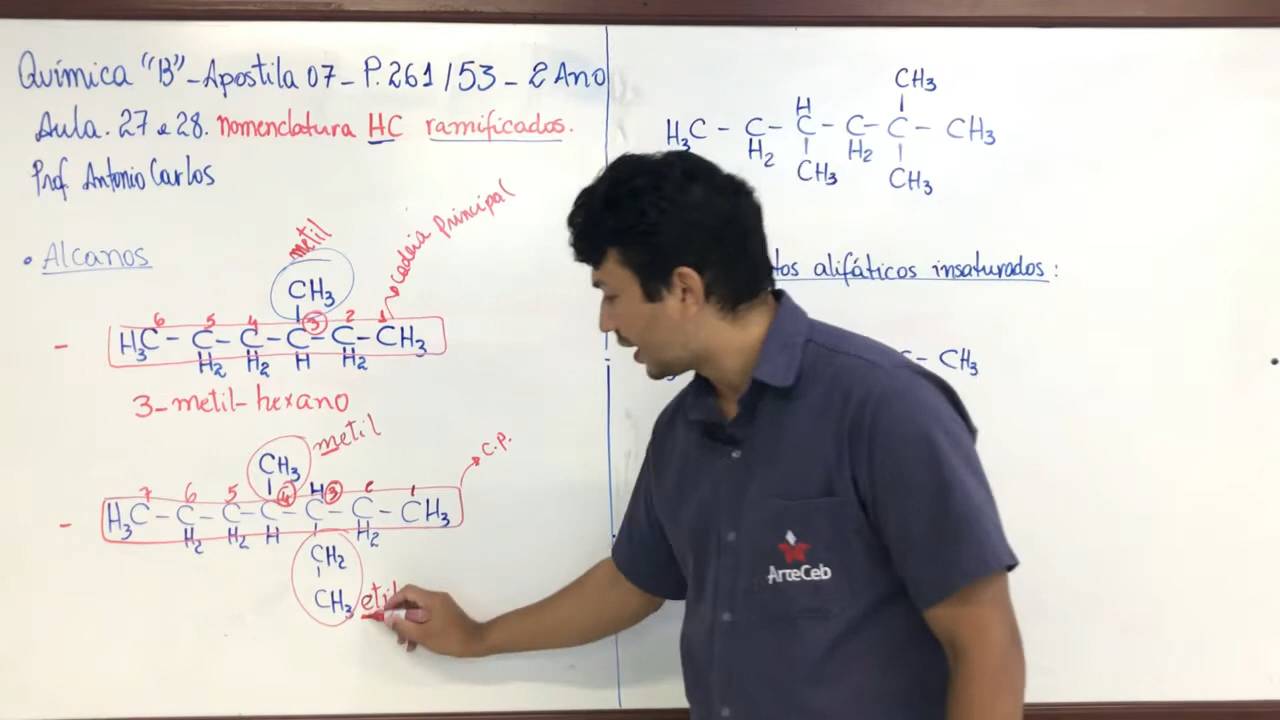 Química "B" - Apostila 07 - P. 261/53 - 2 Ano
Aula. 27 e 28. nomenclatura HC ramificados.
Prof. Antonio Carlos
• Alcanos
metil
cadeia Principal
CH3
6 5 4 3 2 1
- H3C - C - C - C - C - CH3
H2 H2 H H2
3-metil-hexano
metil
C.P.
CH3
7 6 5 4 H 3 2 1
- H3C - C - C - C - C - C - CH3
H2 H2 H H2
CH2
CH3 etil
CH3
H
H3C - C - C - C - C - CH3
H2 H2
CH3 CH3
alifáticos insaturados:
C - CH3
ArteCeb